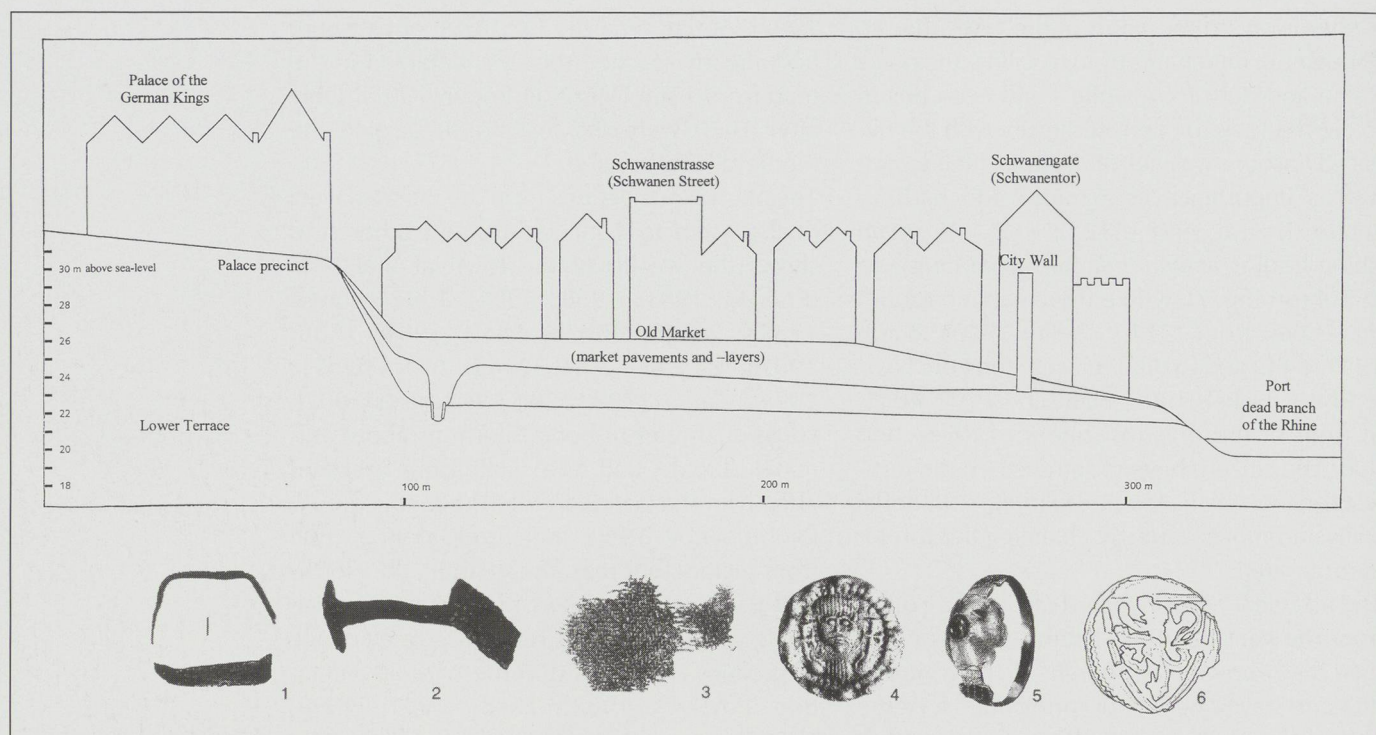 Palace of the
German Kings
Schwanenstrasse
(Schwanen Street)
Schwanengate
(Schwanentor)
City Wall
Palace precinct
30 m above sea-level
28
26
24
22
20
18
Old Market
(market pavements and –layers)
Lower Terrace
Port
dead branch
of the Rhine
100 m
200 m
300 m
1
2
3
4
5
6